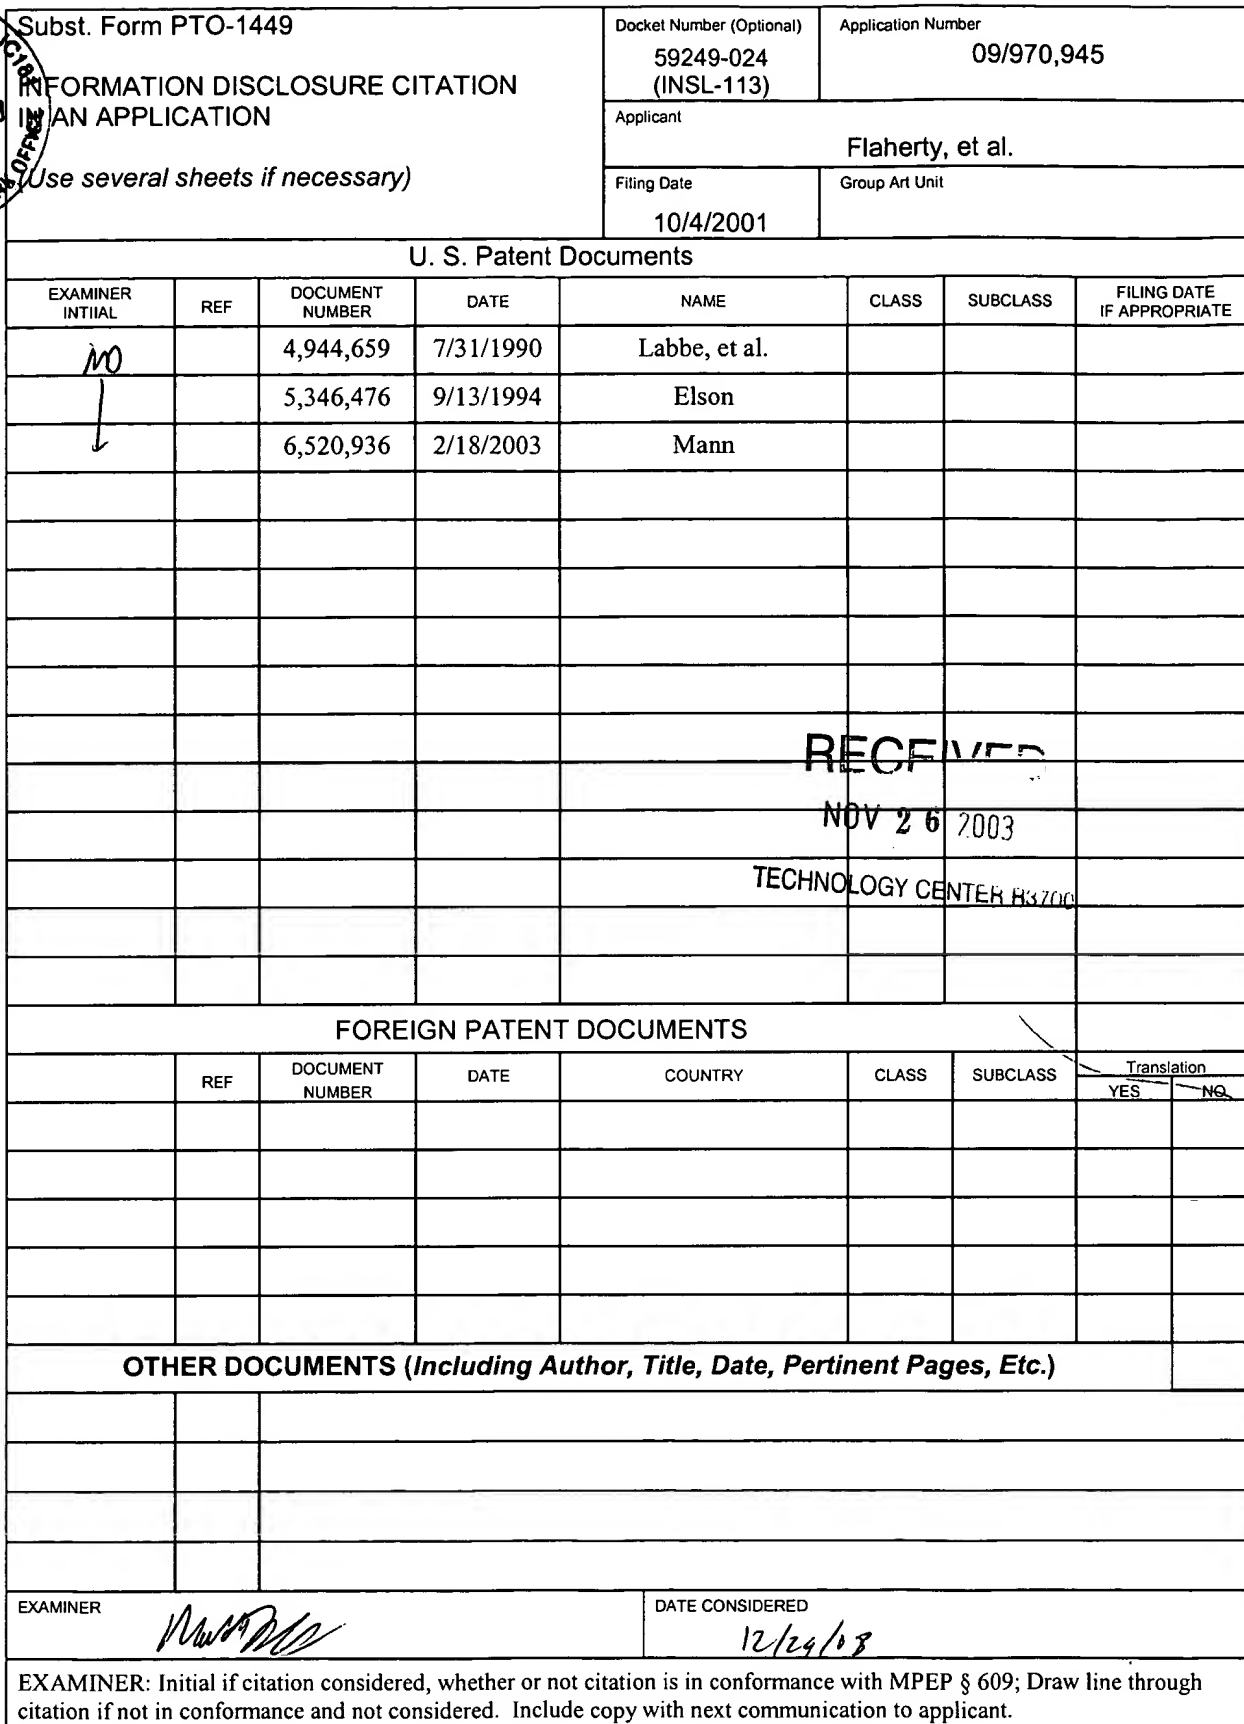 Subst. Form PTO-1449
INFORMATION DISCLOSURE CITATION
IN AN APPLICATION
(Use several sheets if necessary)
OFFICE
Docket Number (Optional)
59249-024
(INSL-113)
Application Number
09/970,945
Applicant
Flaherty, et al.
Filing Date
10/4/2001
Group Art Unit
U. S. Patent Documents
EXAMINER INTIIAL REF DOCUMENT NUMBER DATE NAME CLASS SUBCLASS FILING DATE IF APPROPRIATE
4,944,659 7/31/1990 Labbe, et al.
5,346,476 9/13/1994 Elson
6,520,936 2/18/2003 Mann
RECEIVED
NOV 26 2003
TECHNOLOGY CENTER R3700
FOREIGN PATENT DOCUMENTS
REF DOCUMENT NUMBER DATE COUNTRY CLASS SUBCLASS Translation
YES NO
OTHER DOCUMENTS (Including Author, Title, Date, Pertinent Pages, Etc.)
EXAMINER
DATE CONSIDERED
12/29/08
EXAMINER: Initial if citation considered, whether or not citation is in conformance with MPEP § 609; Draw line through
citation if not in conformance and not considered. Include copy with next communication to applicant.